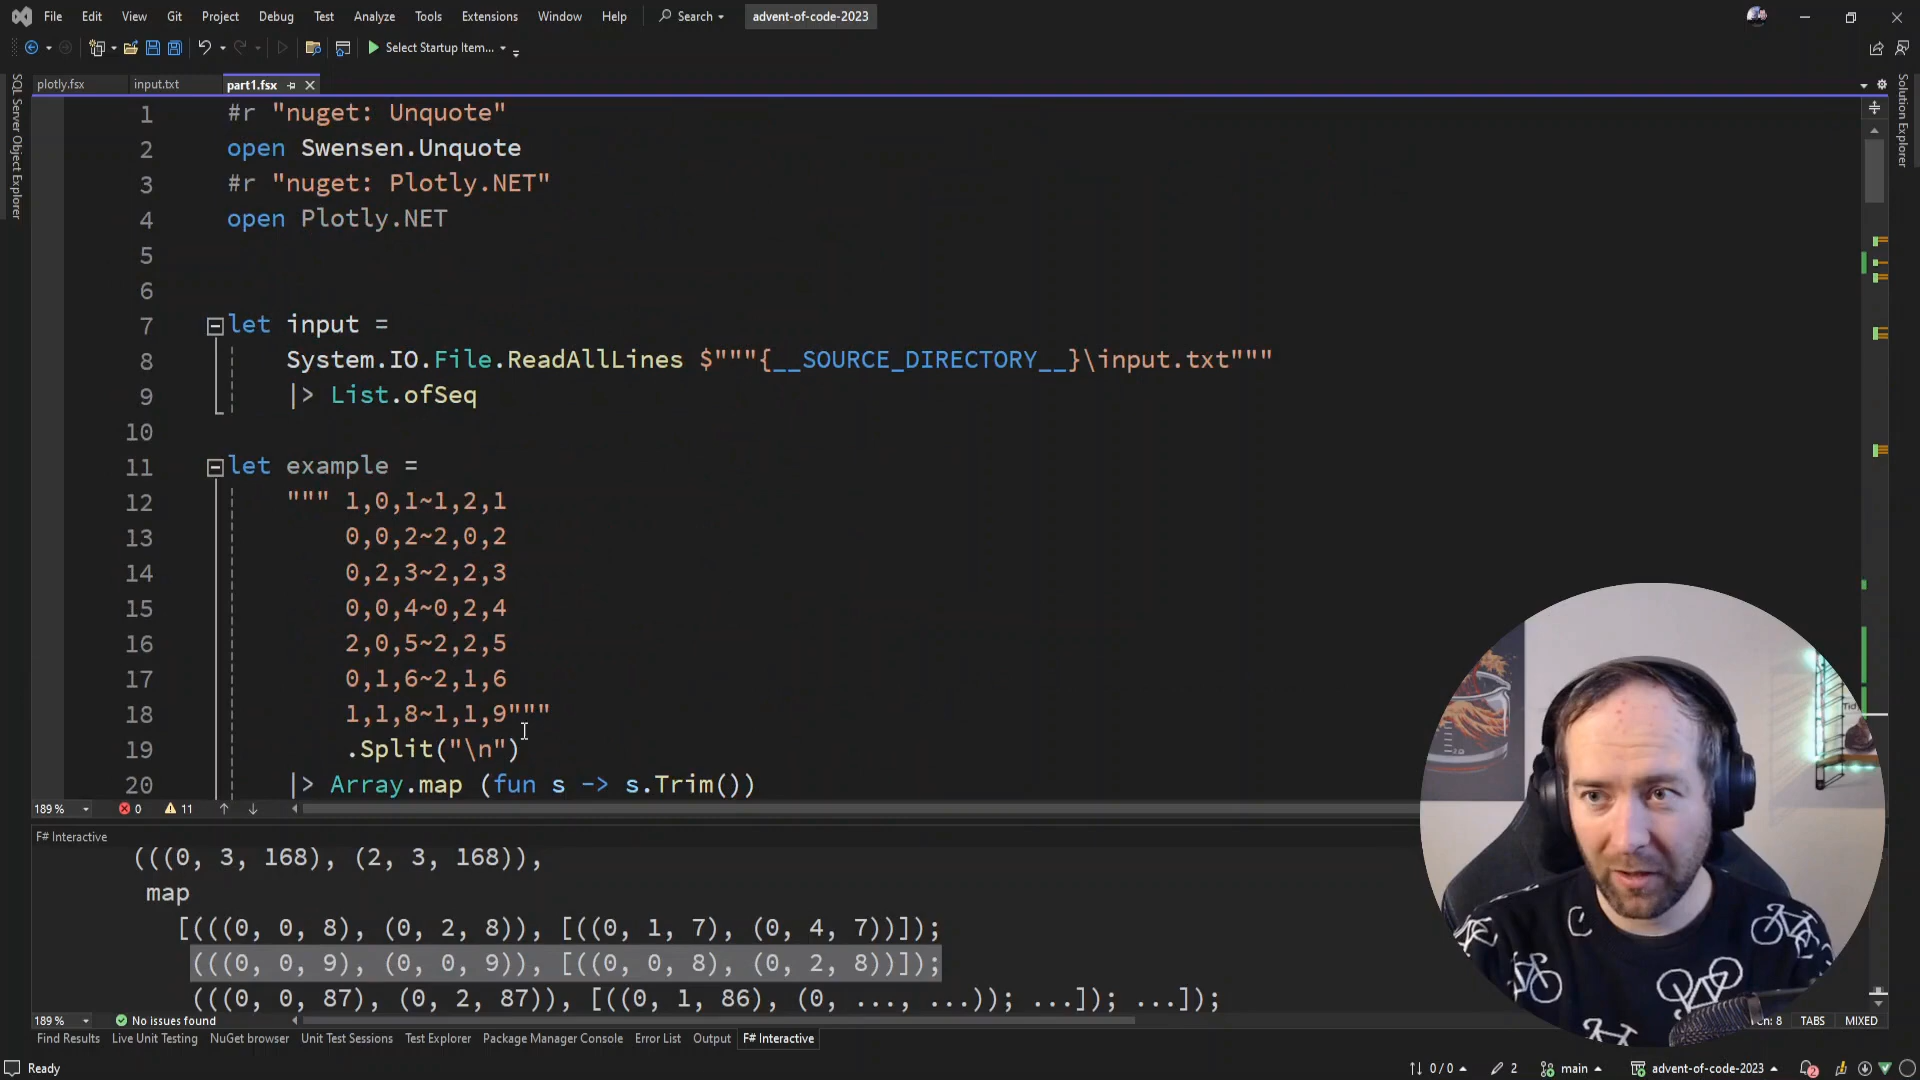 File Edit View Git Project Debug Test Analyze Tools Extensions Window Help Search advent-of-code-2023
Select Startup Item...
plotly.fsx input.txt part1.fsx
SQL Server Object Explorer
Solution Explorer
1 #r "nuget: Unquote"
2 open Swensen.Unquote
3 #r "nuget: Plotly.NET"
4 open Plotly.NET
5
6
7 let input =
8 System.IO.File.ReadAllLines $"""{__SOURCE_DIRECTORY__}\input.txt"""
9 |> List.ofSeq
10
11 let example =
12 """ 1,0,1~1,2,1
13 0,0,2~2,0,2
14 0,2,3~2,2,3
15 0,0,4~0,2,4
16 2,0,5~2,2,5
17 0,1,6~2,1,6
18 1,1,8~1,1,9"""
19 .Split("\n")
20 |> Array.map (fun s -> s.Trim())
189 % 0 11
F# Interactive
(((0, 3, 168), (2, 3, 168)),
map
[(((0, 0, 8), (0, 2, 8)), [((0, 1, 7), (0, 4, 7))]);
(((0, 0, 9), (0, 0, 9)), [((0, 0, 8), (0, 2, 8))]);
(((0, 0, 87), (0, 2, 87)), [((0, 1, 86), (0, ..., ...)); ...]); ...]);
189 % No issues found Ln: 8 TABS MIXED
Find Results Live Unit Testing NuGet browser Unit Test Sessions Test Explorer Package Manager Console Error List Output F# Interactive
Ready 0 / 0 2 main advent-of-code-2023 2